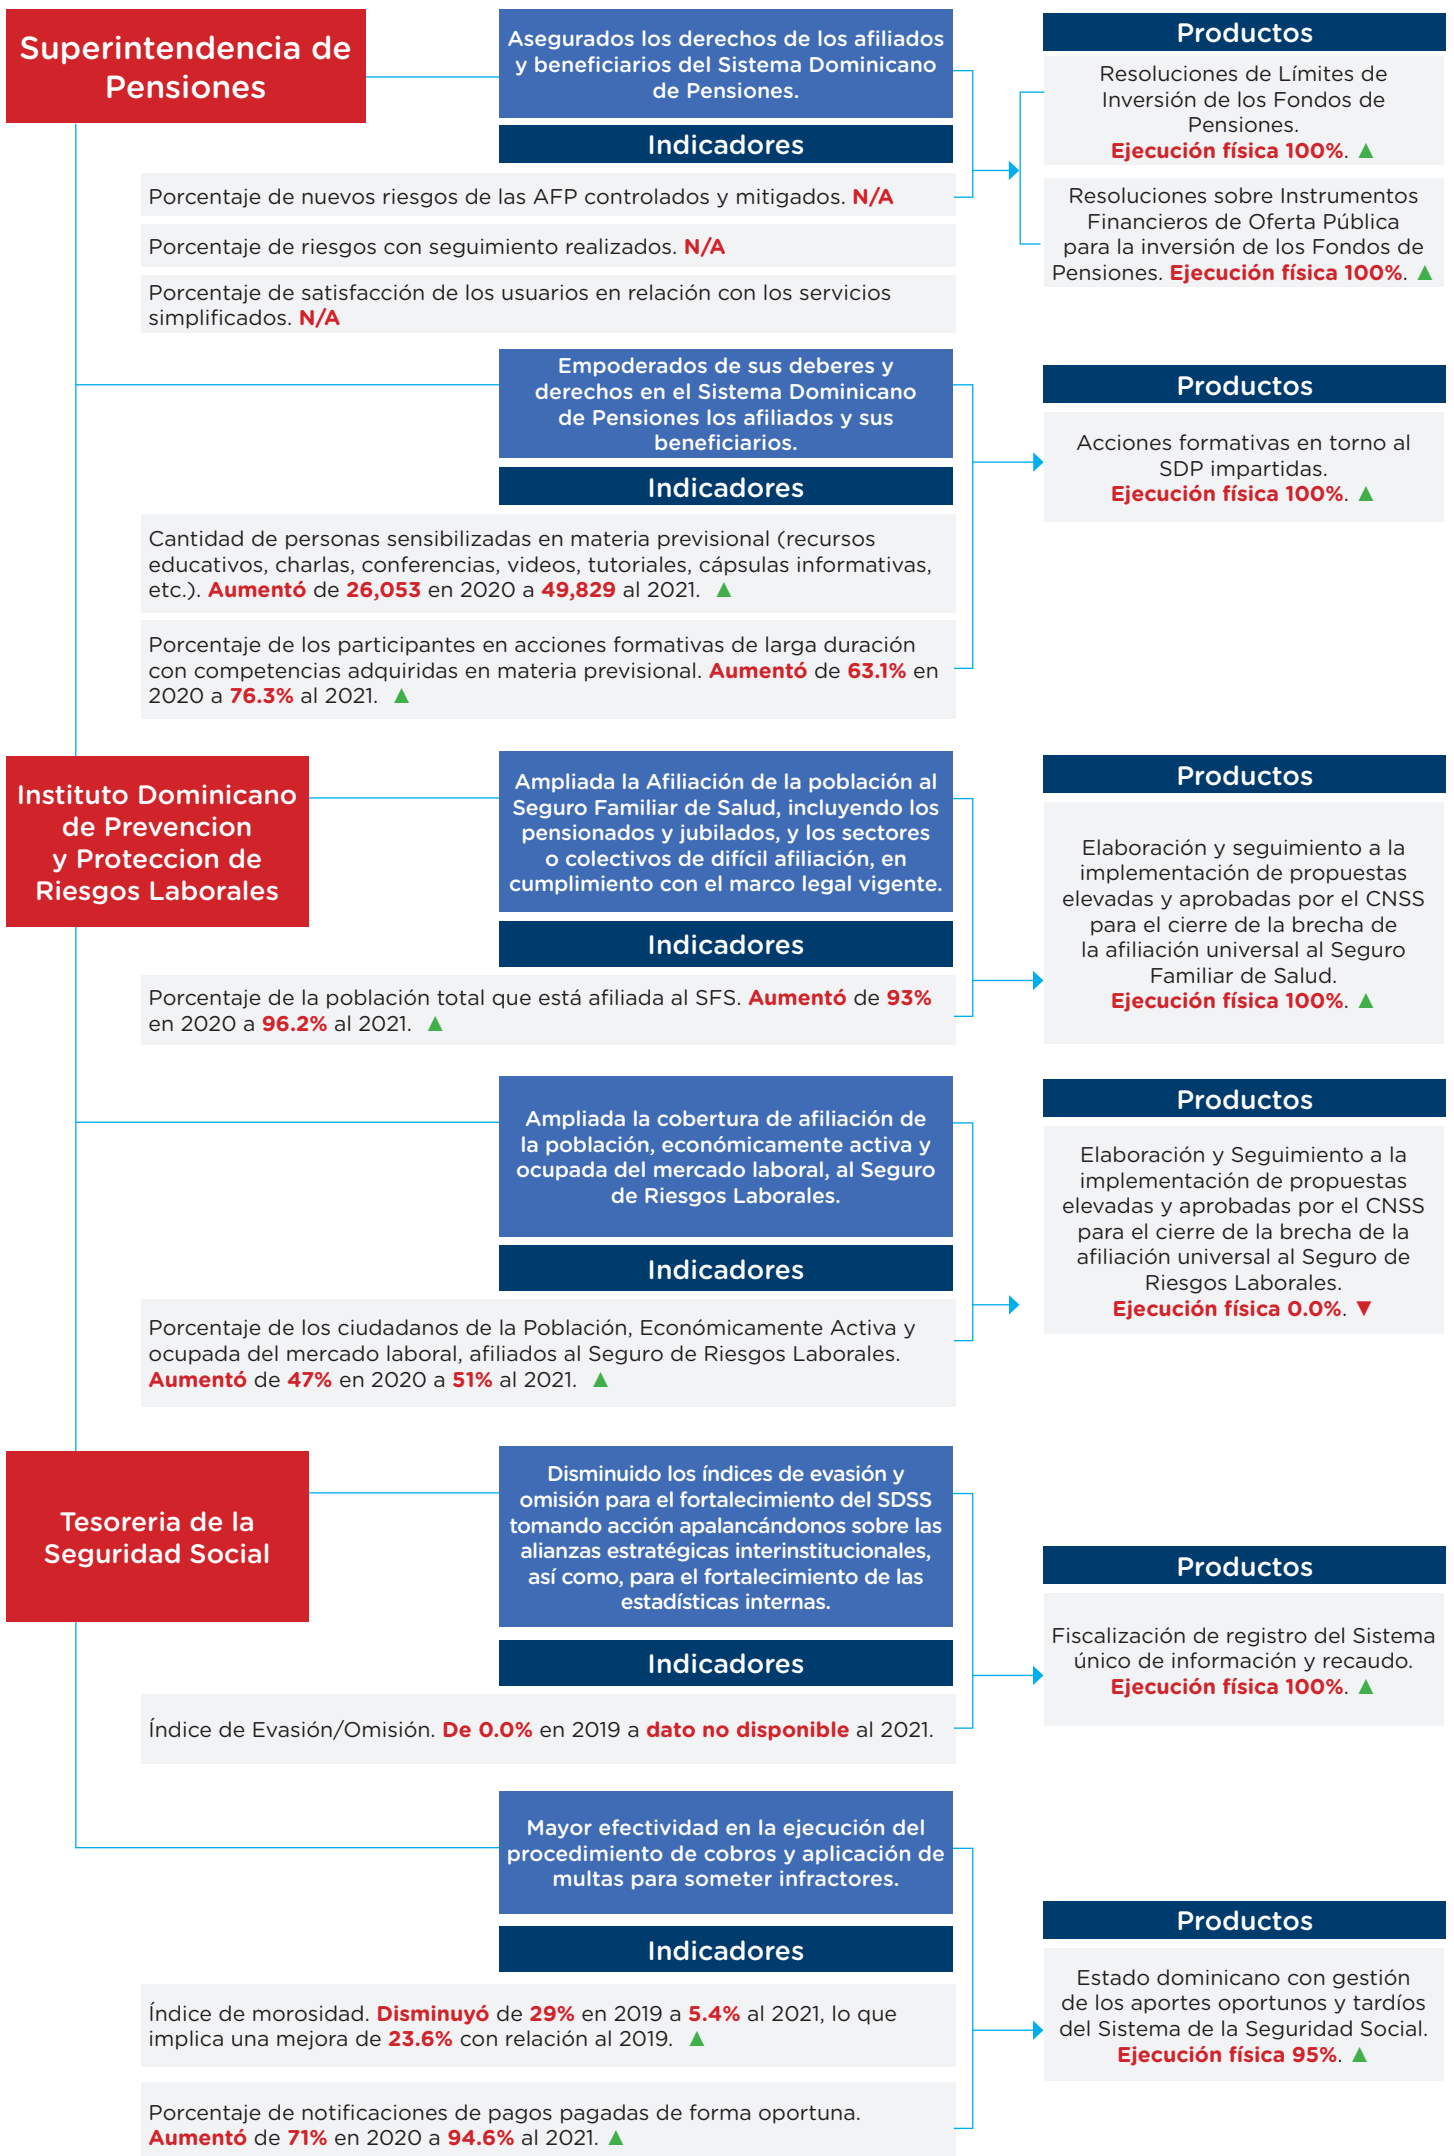 Superintendencia de
Pensiones
Asegurados los derechos de los afiliados
y beneficiarios del Sistema Dominicano
de Pensiones.
Indicadores
Porcentaje de nuevos riesgos de las AFP controlados y mitigados. N/A
Porcentaje de riesgos con seguimiento realizados. N/A
Porcentaje de satisfacción de los usuarios en relación con los servicios
simplificados. N/A
Productos
Resoluciones de Límites de
Inversión de los Fondos de
Pensiones.
Ejecución física 100%. ▲
Resoluciones sobre Instrumentos
Financieros de Oferta Pública
para la inversión de los Fondos de
Pensiones. Ejecución física 100%. ▲
Empoderados de sus deberes y
derechos en el Sistema Dominicano
de Pensiones los afiliados y sus
beneficiarios.
Indicadores
Cantidad de personas sensibilizadas en materia previsional (recursos
educativos, charlas, conferencias, videos, tutoriales, cápsulas informativas,
etc.). Aumentó de 26,053 en 2020 a 49,829 al 2021. ▲
Porcentaje de los participantes en acciones formativas de larga duración
con competencias adquiridas en materia previsional. Aumentó de 63.1% en
2020 a 76.3% al 2021. ▲
Productos
Acciones formativas en torno al
SDP impartidas.
Ejecución física 100%. ▲
Instituto Dominicano
de Prevencion
y Proteccion de
Riesgos Laborales
Ampliada la Afiliación de la población al
Seguro Familiar de Salud, incluyendo los
pensionados y jubilados, y los sectores
o colectivos de difícil afiliación, en
cumplimiento con el marco legal vigente.
Indicadores
Porcentaje de la población total que está afiliada al SFS. Aumentó de 93%
en 2020 a 96.2% al 2021. ▲
Productos
Elaboración y seguimiento a la
implementación de propuestas
elevadas y aprobadas por el CNSS
para el cierre de la brecha de
la afiliación universal al Seguro
Familiar de Salud.
Ejecución física 100%. ▲
Ampliada la cobertura de afiliación de
la población, económicamente activa y
ocupada del mercado laboral, al Seguro
de Riesgos Laborales.
Indicadores
Porcentaje de los ciudadanos de la Población, Económicamente Activa y
ocupada del mercado laboral, afiliados al Seguro de Riesgos Laborales.
Aumentó de 47% en 2020 a 51% al 2021. ▲
Productos
Elaboración y Seguimiento a la
implementación de propuestas
elevadas y aprobadas por el CNSS
para el cierre de la brecha de la
afiliación universal al Seguro de
Riesgos Laborales.
Ejecución física 0.0%. ▼
Tesoreria de la
Seguridad Social
Disminuido los índices de evasión y
omisión para el fortalecimiento del SDSS
tomando acción apalancándonos sobre las
alianzas estratégicas interinstitucionales,
así como, para el fortalecimiento de las
estadísticas internas.
Indicadores
Índice de Evasión/Omisión. De 0.0% en 2019 a dato no disponible al 2021.
Productos
Fiscalización de registro del Sistema
único de información y recaudo.
Ejecución física 100%. ▲
Mayor efectividad en la ejecución del
procedimiento de cobros y aplicación de
multas para someter infractores.
Indicadores
Índice de morosidad. Disminuyó de 29% en 2019 a 5.4% al 2021, lo que
implica una mejora de 23.6% con relación al 2019. ▲
Porcentaje de notificaciones de pagos pagadas de forma oportuna.
Aumentó de 71% en 2020 a 94.6% al 2021. ▲
Productos
Estado dominicano con gestión
de los aportes oportunos y tardíos
del Sistema de la Seguridad Social.
Ejecución física 95%. ▲